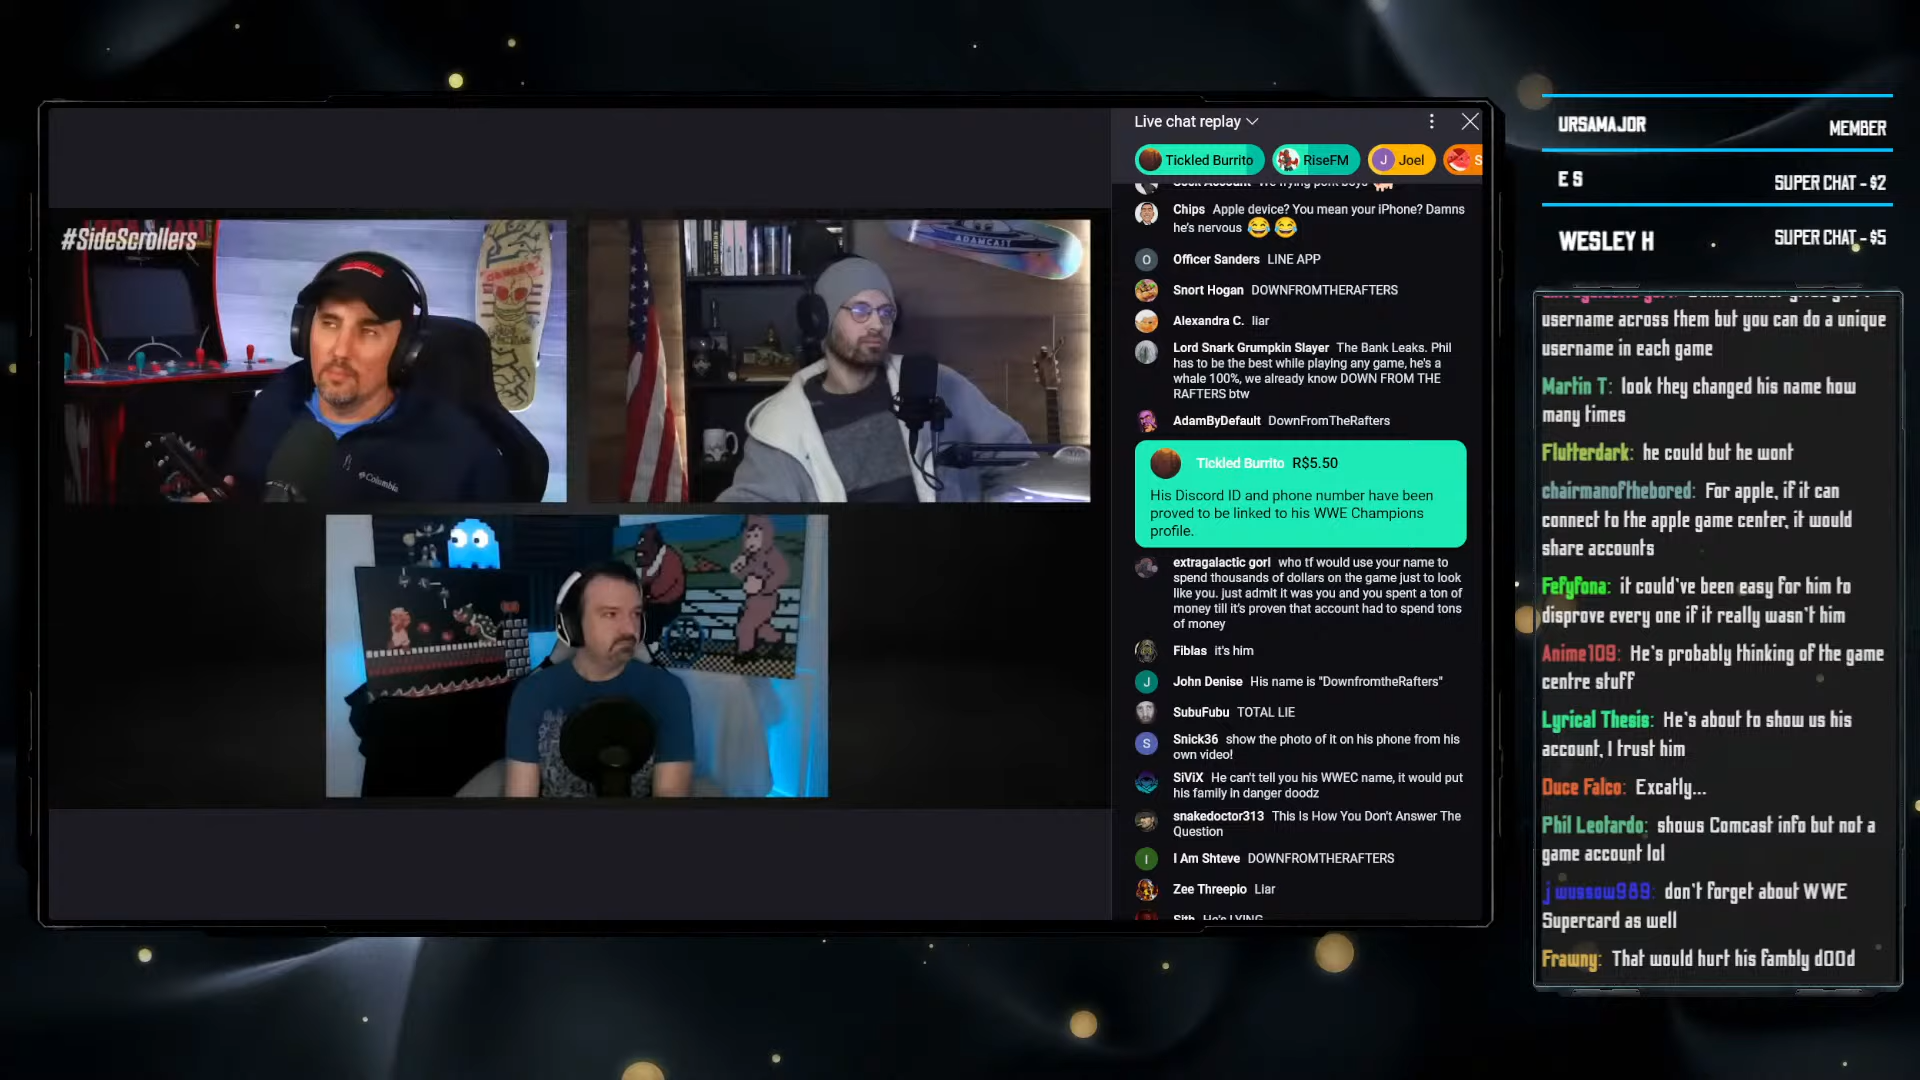 #SideScrollers
ADAMCAST
Columbia
Live chat replay
Tickled Burrito
RiseFM
J
Joel
S
Chips Apple device? You mean your iPhone? Damns
he's nervous 😂 😂
O
Officer Sanders LINE APP
Snort Hogan DOWNFROMTHERAFTERS
Alexandra C. liar
Lord Snark Grumpkin Slayer The Bank Leaks. Phil
has to be the best while playing any game, he's a
whale 100%, we already know DOWN FROM THE
RAFTERS btw
AdamByDefault DownFromTheRafters
Tickled Burrito R$5.50
His Discord ID and phone number have been
proved to be linked to his WWE Champions
profile.
extragalactic gorl who tf would use your name to
spend thousands of dollars on the game just to look
like you. just admit it was you and you spent a ton of
money till it's proven that account had to spend tons
of money
Fiblas it's him
J
John Denise His name is "DownfromtheRafters"
SubuFubu TOTAL LIE
S
Snick36 show the photo of it on his phone from his
own video!
SiViX He can't tell you his WWEC name, it would put
his family in danger doodz
snakedoctor313 This Is How You Don't Answer The
Question
I
I Am Shteve DOWNFROMTHERAFTERS
Zee Threepio Liar
Sith He's LYING
URSAMAJOR MEMBER
E S SUPER CHAT - $2
WESLEY H SUPER CHAT - $5
username across them but you can do a unique
username in each game
Martin T: look they changed his name how
many times
Flutterdark: he could but he wont
chairmanofthebored: For apple, if it can
connect to the apple game center, it would
share accounts
Fefyfona: it could've been easy for him to
disprove every one if it really wasn't him
Anime109: He's probably thinking of the game
centre stuff
Lyrical Thesis: He's about to show us his
account, I trust him
Duce Falco: Excatly...
Phil Leotardo: shows Comcast info but not a
game account lol
j wussow989: don't forget about WWE
Supercard as well
Frawny: That would hurt his fambly d00d